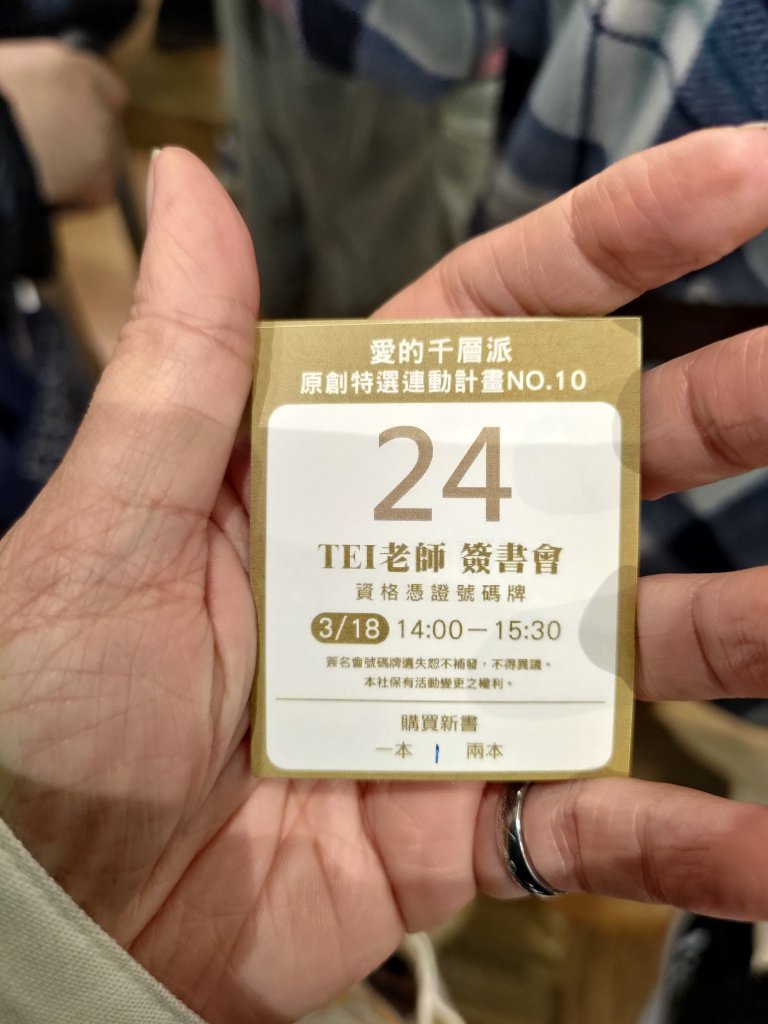 愛的千層派
原創特選連動計畫NO.10
24
TEI老師 簽書會
資格憑證號碼牌
3/18 14:00－15:30
簽名會號碼牌遺失恕不補發，不得異議。
本社保有活動變更之權利。
購買新書
一本 1 兩本